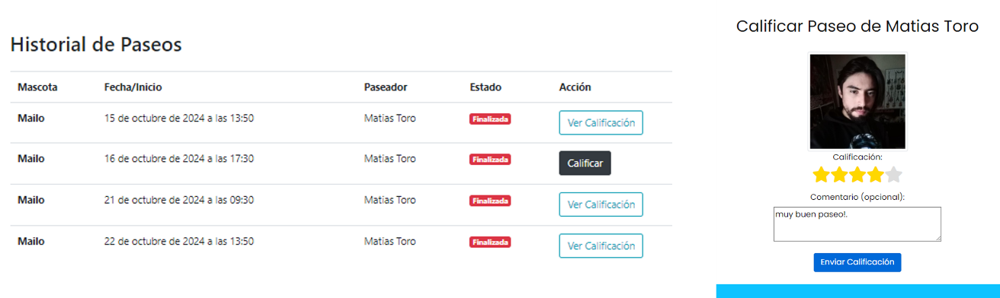 Historial de Paseos
Mascota Fecha/Inicio Paseador Estado Acción
Mailo 15 de octubre de 2024 a las 13:50 Matias Toro Finalizada Ver Calificación
Mailo 16 de octubre de 2024 a las 17:30 Matias Toro Finalizada Calificar
Mailo 21 de octubre de 2024 a las 09:30 Matias Toro Finalizada Ver Calificación
Mailo 22 de octubre de 2024 a las 13:50 Matias Toro Finalizada Ver Calificación
Calificar Paseo de Matias Toro
Calificación:
Comentario (opcional):
muy buen paseo!.
Enviar Calificación